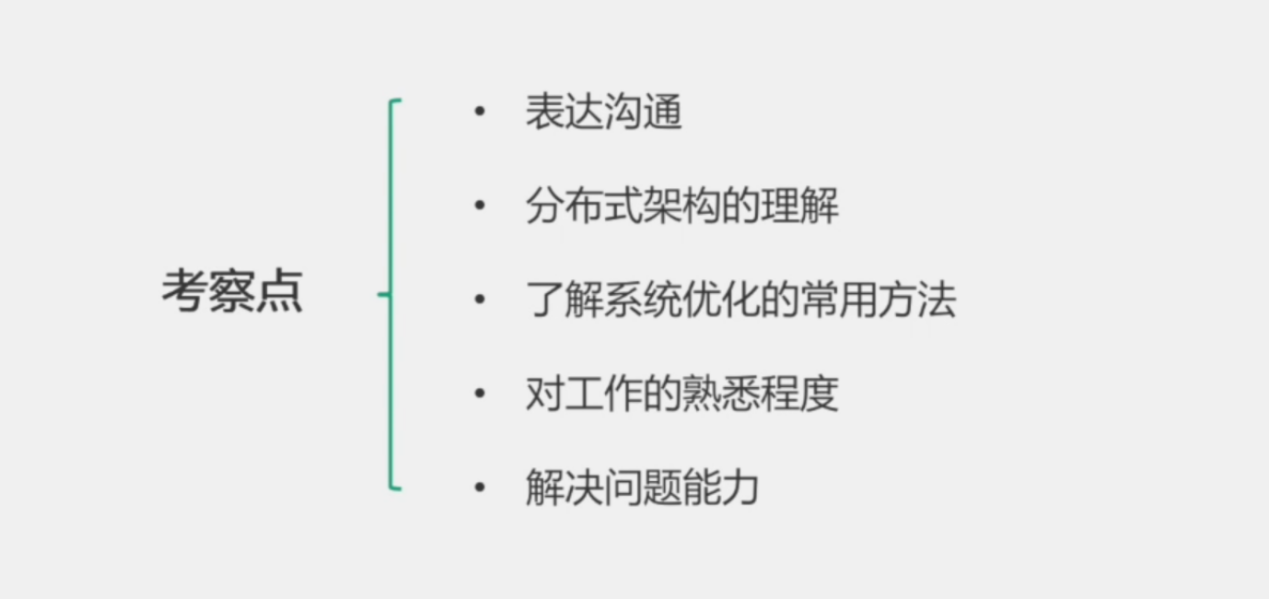 考察点
• 表达沟通
• 分布式架构的理解
• 了解系统优化的常用方法
• 对工作的熟悉程度
• 解决问题能力